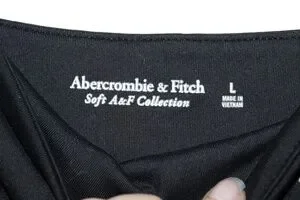 Abercrombie & Fitch
Soft A&F Collection
L
MADE IN
VIETNAM